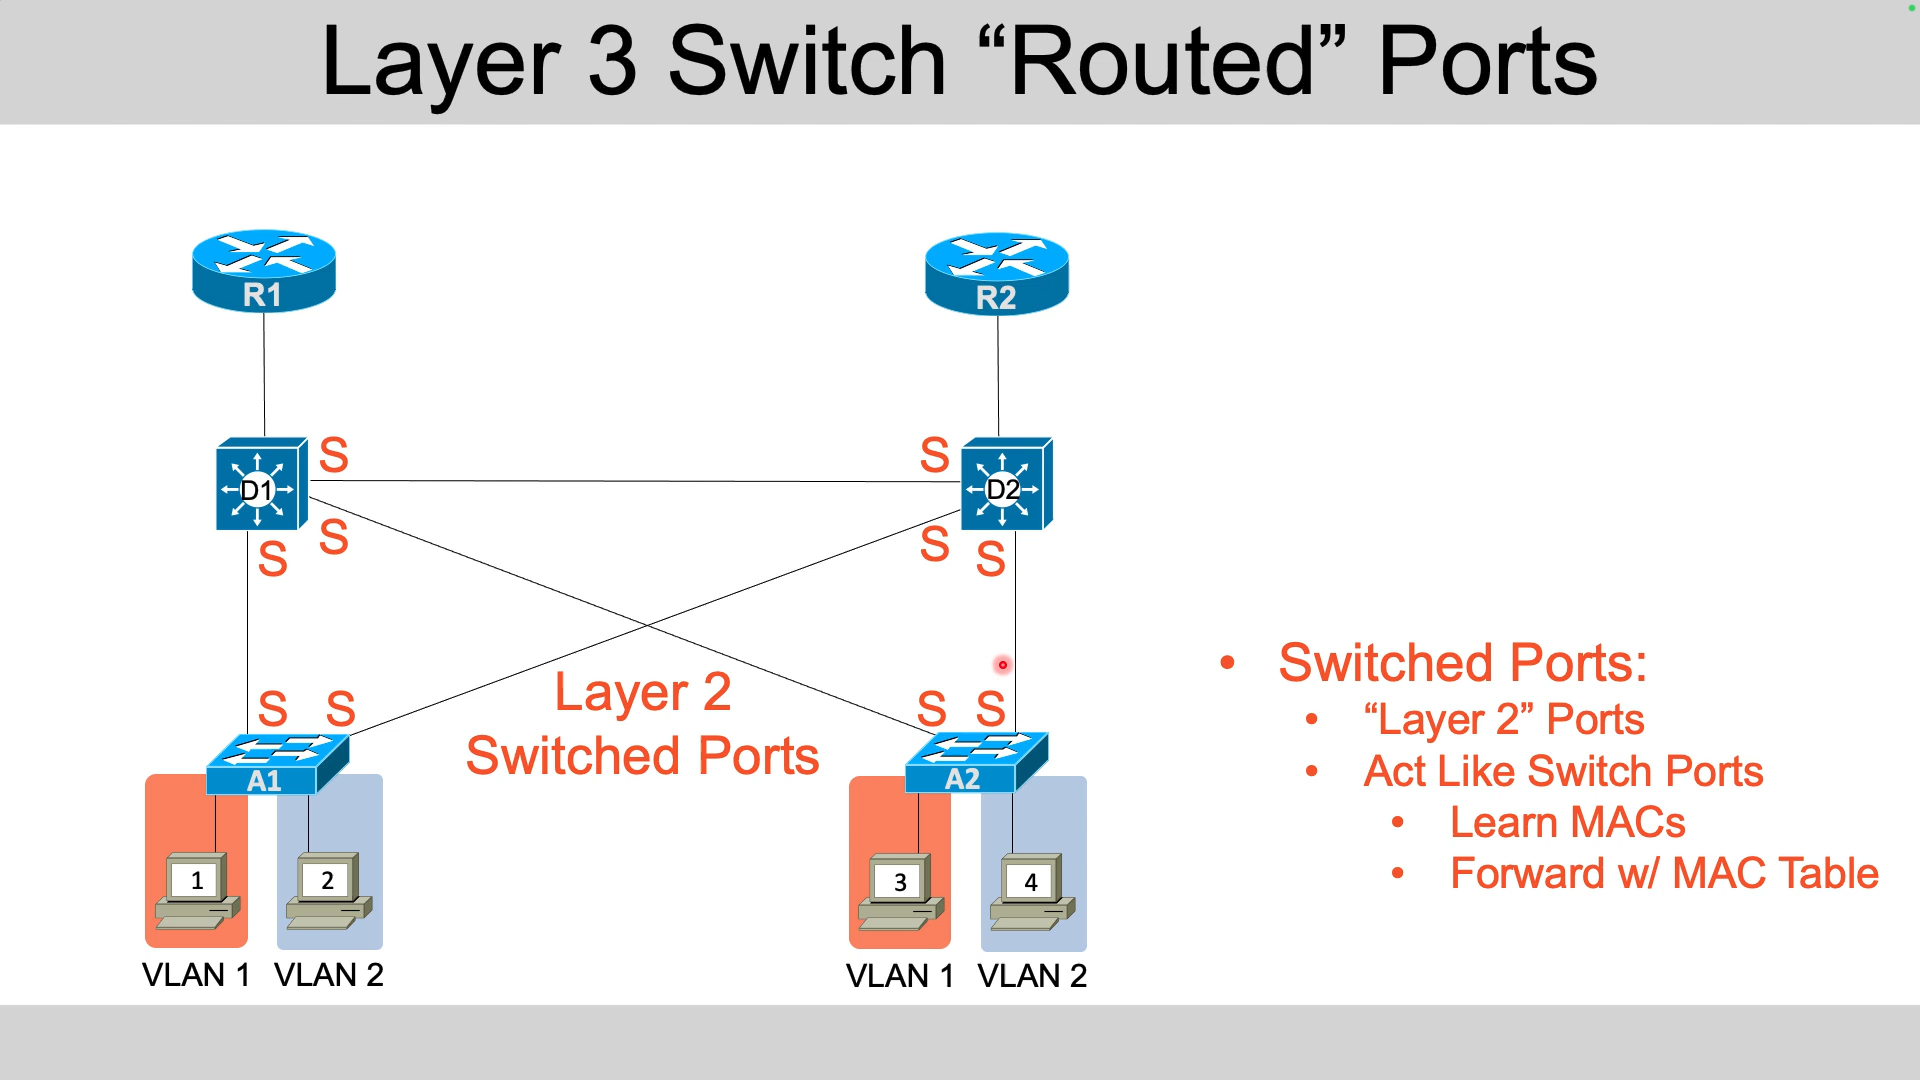 Layer 3 Switch “Routed” Ports
R1
R2
S
S
D1
D2
S
S
S
S
S
S
S
S
Layer 2
Switched Ports
A1
A2
1
2
3
4
VLAN 1
VLAN 2
VLAN 1
VLAN 2
• Switched Ports:
• “Layer 2” Ports
• Act Like Switch Ports
• Learn MACs
• Forward w/ MAC Table